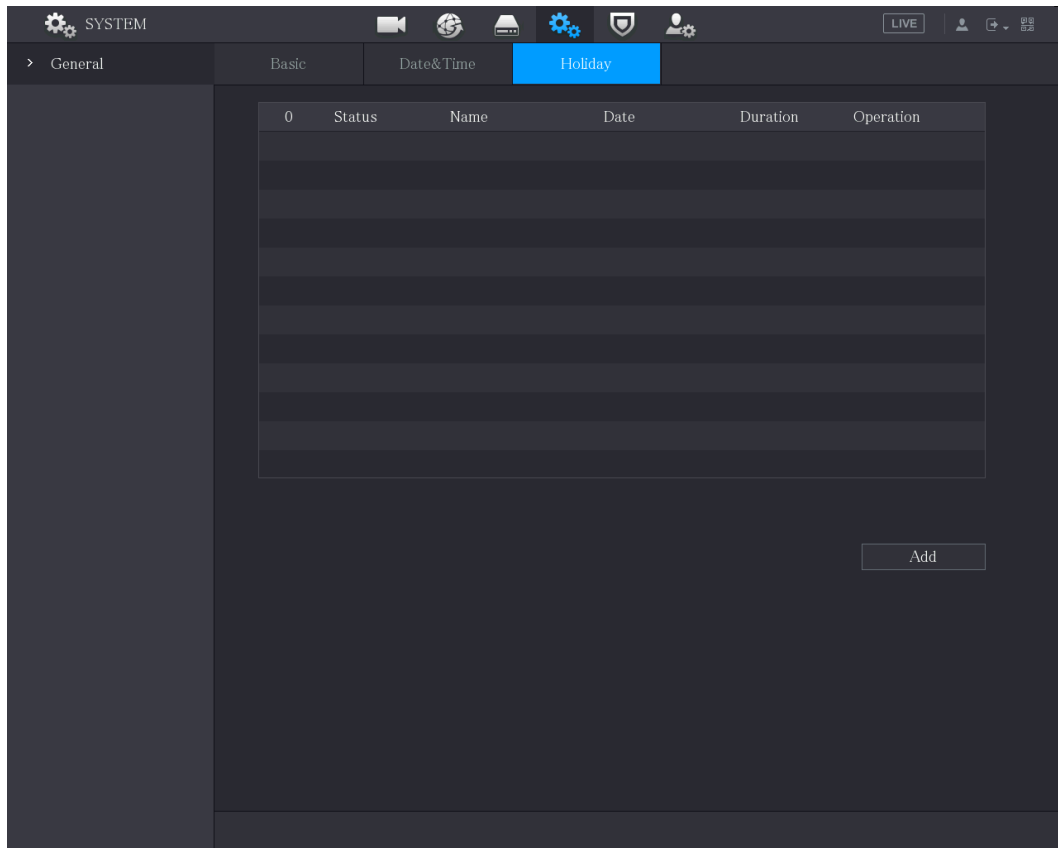 SYSTEM LIVE
General Basic Date&Time Holiday
0 Status Name Date Duration Operation
Add